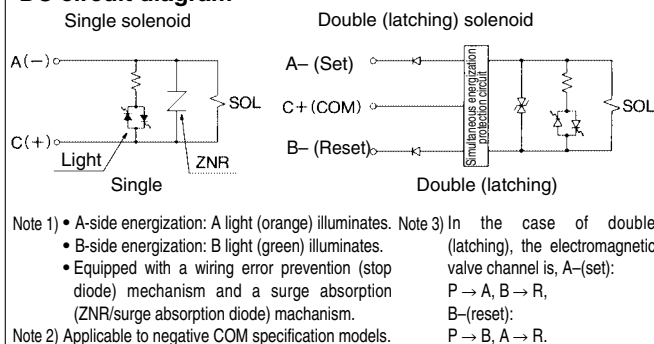 DC circuit diagram
Single solenoid
A(−)
C(+)
Light
ZNR
SOL
Single
Double (latching) solenoid
A– (Set)
C+(COM)
B– (Reset)
Simultaneous energization
protection circuit
SOL
Double (latching)
Note 1) • A-side energization: A light (orange) illuminates.
• B-side energization: B light (green) illuminates.
• Equipped with a wiring error prevention (stop
diode) mechanism and a surge absorption
(ZNR/surge absorption diode) machanism.
Note 2) Applicable to negative COM specification models.
Note 3) In the case of double
(latching), the electromagnetic
valve channel is, A–(set):
P → A, B → R,
B–(reset):
P → B, A → R.